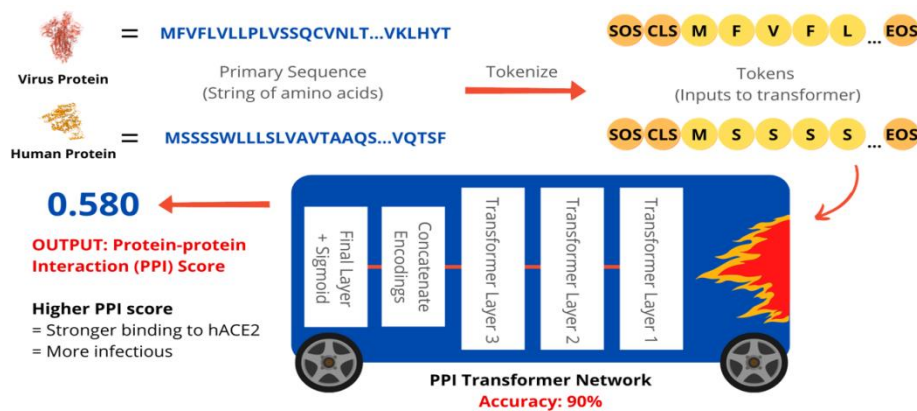 = MFVFLVLLPLVSSQCVNLT...VKLHYT
SOS CLS M F V F L ... EOS
Virus Protein
Primary Sequence
(String of amino acids)
Tokenize
Tokens
(Inputs to transformer)
= MSSSSWLLLSLVAVTAAQS...VQTSF
SOS CLS M S S S S ... EOS
Human Protein
0.580
OUTPUT: Protein-protein
Interaction (PPI) Score
Higher PPI score
= Stronger binding to hACE2
= More infectious
Final Layer
+ Sigmoid
Concatenate
Encodings
Transformer Layer 3
Transformer Layer 2
Transformer Layer 1
PPI Transformer Network
Accuracy: 90%